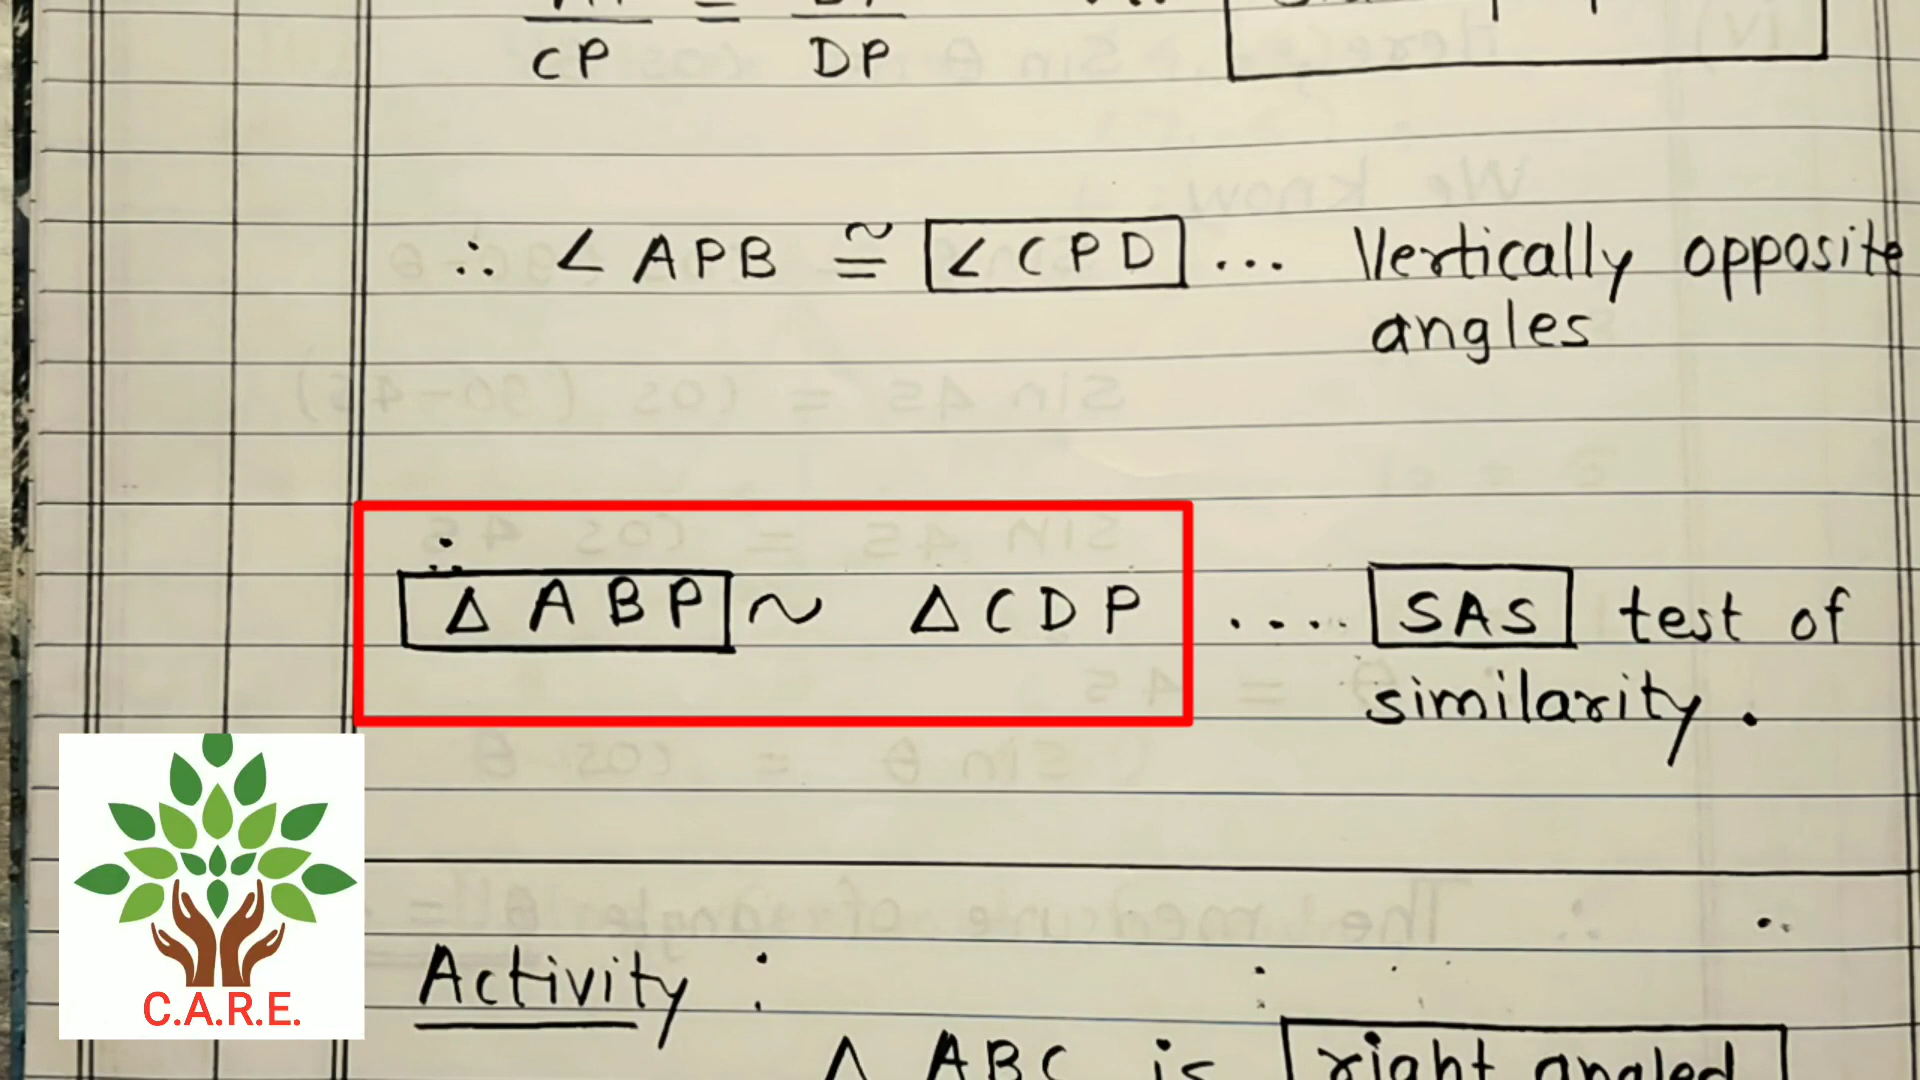 CP = DP
∴ ∠APB ≅ ∠CPD ... Vertically opposite
angles
∴
△ABP ~ △CDP .... SAS test of
similarity.
C.A.R.E.
Activity :
△ ABC is right angled